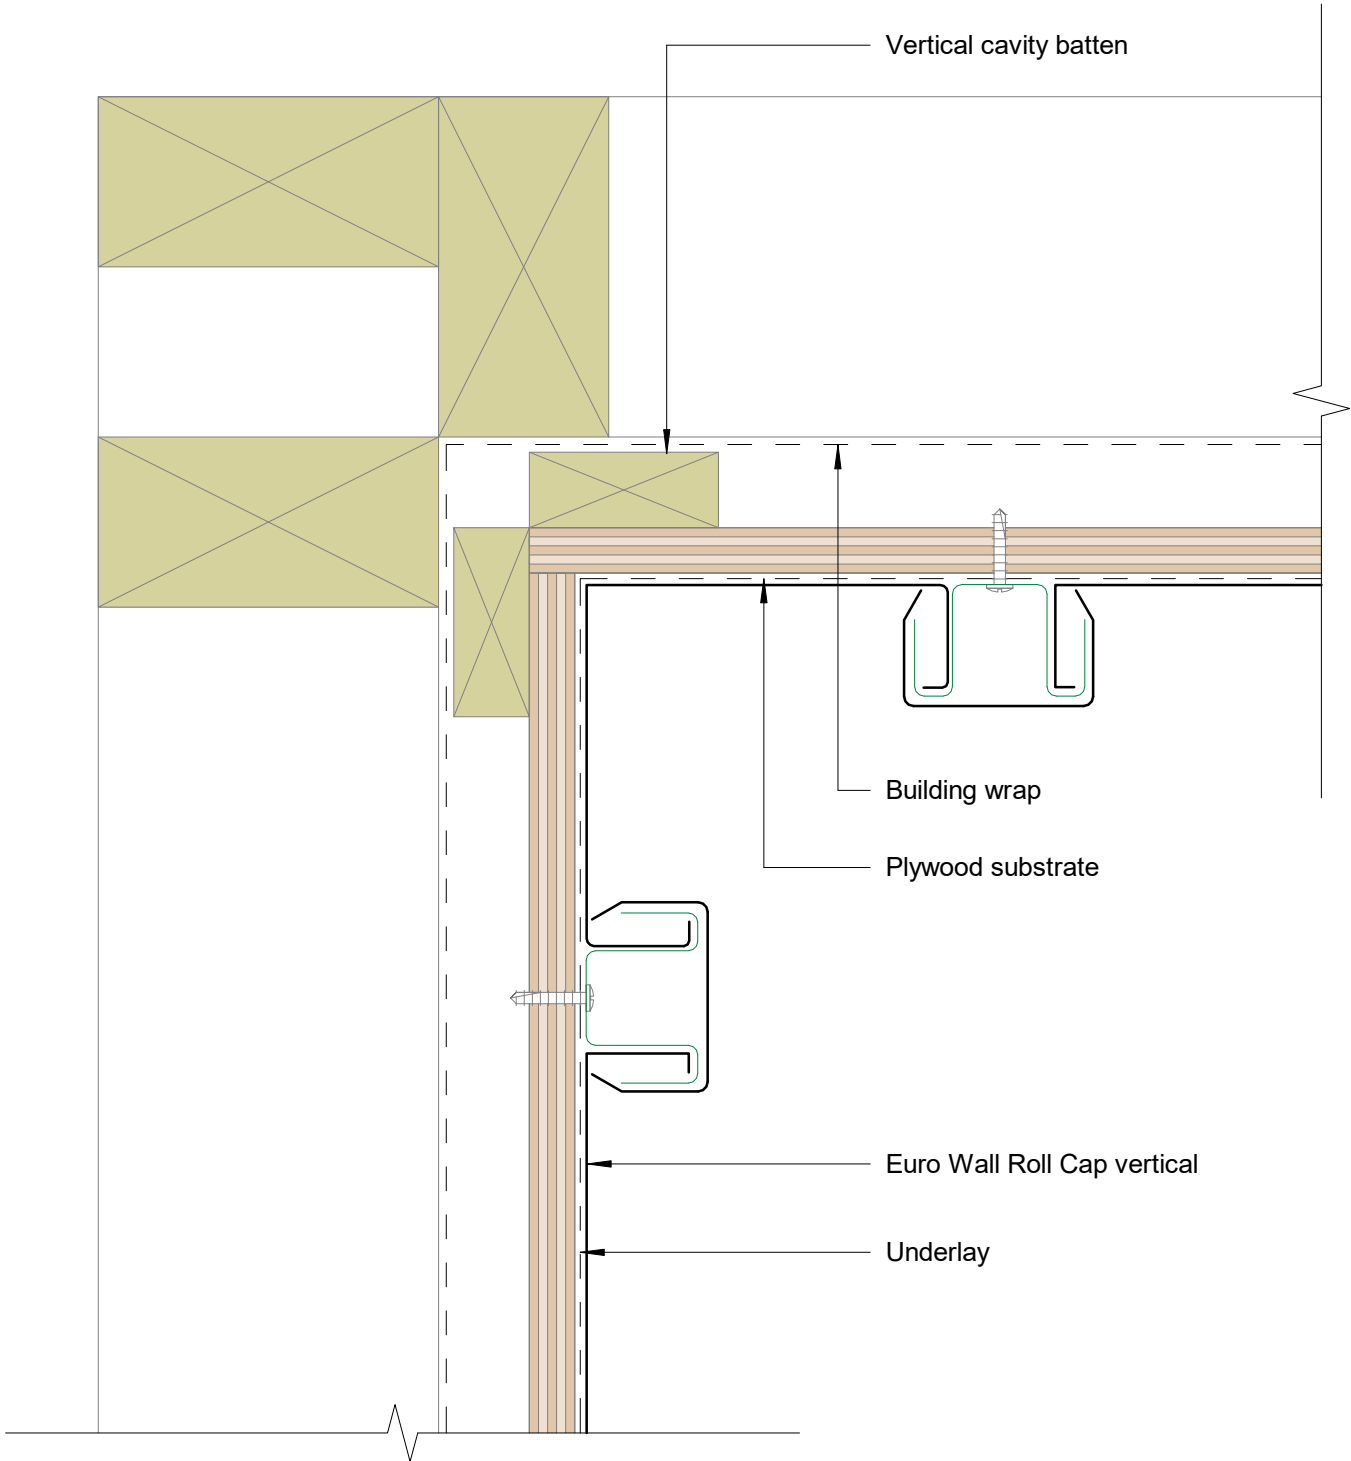 Vertical cavity batten
Building wrap
Plywood substrate
Euro Wall Roll Cap vertical
Underlay